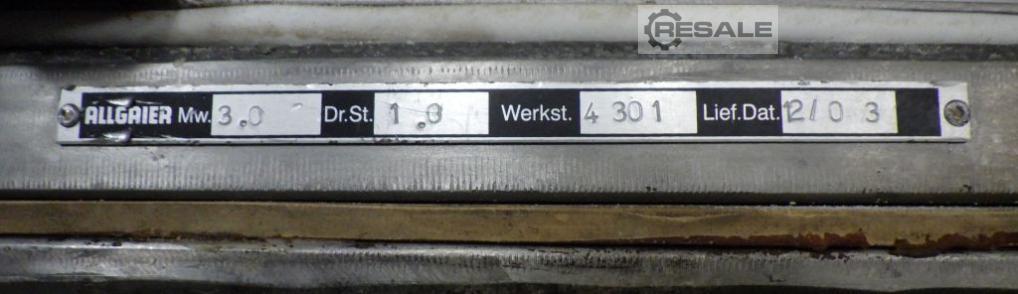 RESALE
ALLGAIER Mw. 3.0 Dr.St. 1.0 Werkst. 4301 Lief.Dat. 12/03